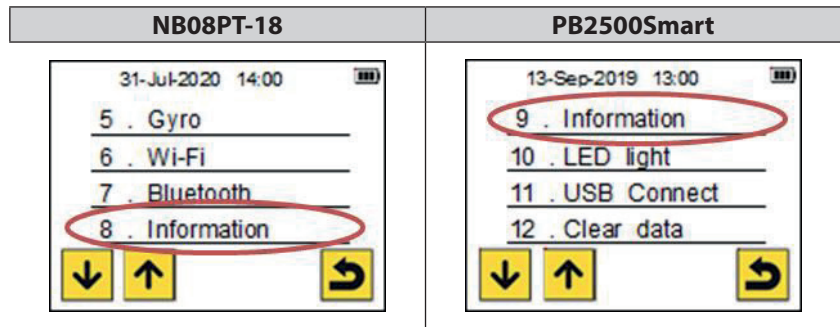 NB08PT-18
PB2500Smart
31-Jul-2020 14:00
5 . Gyro
6 . Wi-Fi
7 . Bluetooth
8 . Information
13-Sep-2019 13:00
9 . Information
10 . LED light
11 . USB Connect
12 . Clear data